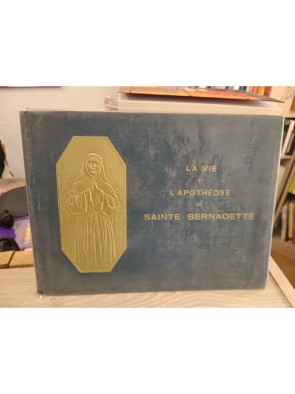 LA VIE
ET
L'APOTHÉOSE
DE
SAINTE BERNADETTE